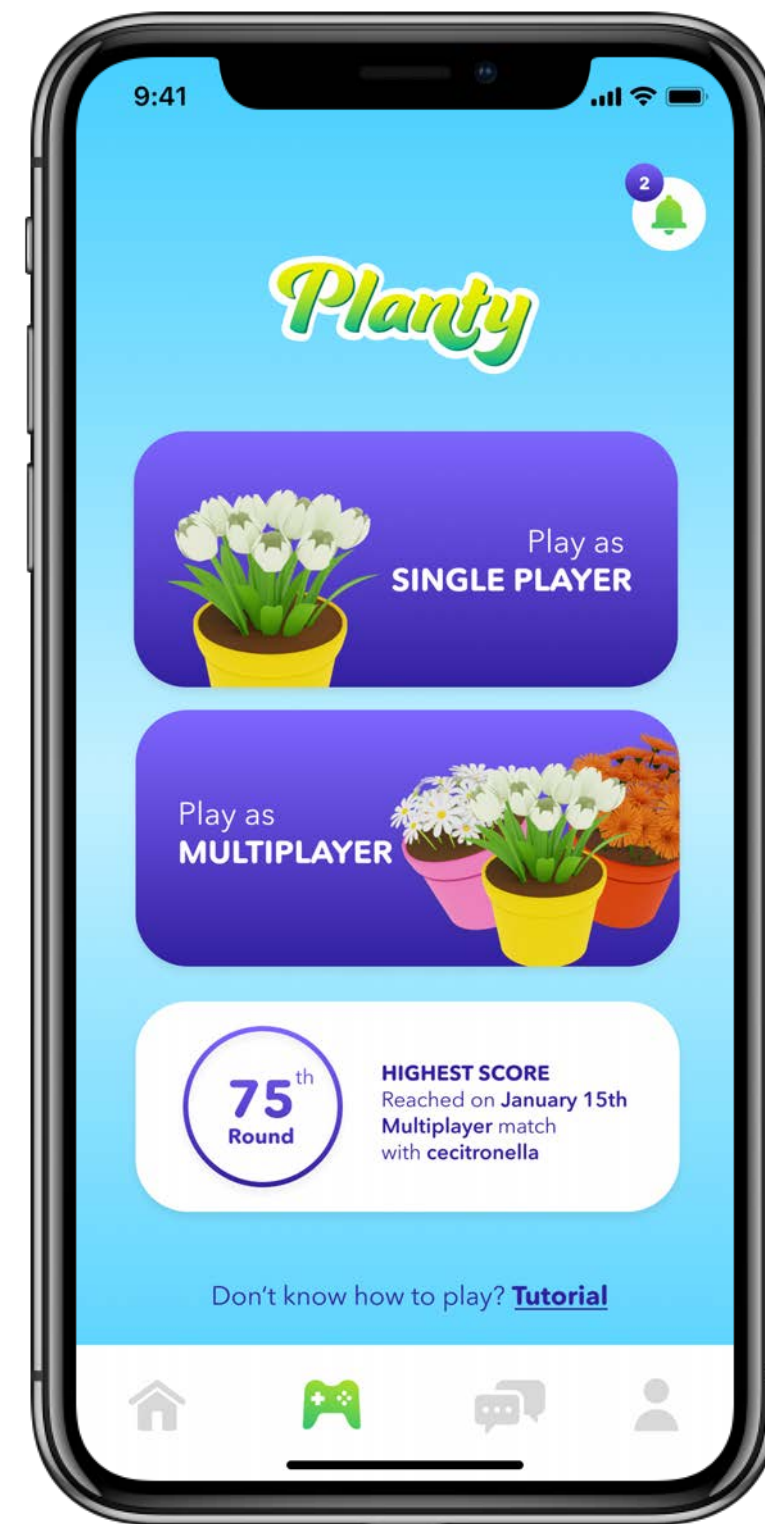 9:41
2
Planty
Play as
SINGLE PLAYER
Play as
MULTIPLAYER
75th
Round
HIGHEST SCORE
Reached on January 15th
Multiplayer match
with cecitronella
Don't know how to play? Tutorial